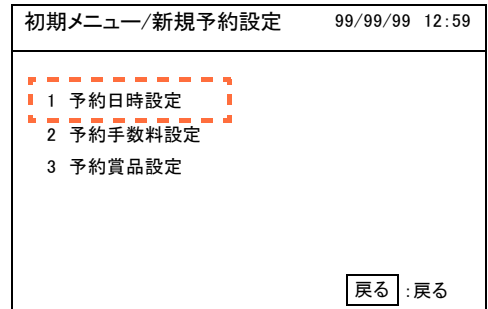 初期メニュー/新規予約設定 99/99/99 12:59
1 予約日時設定
2 予約手数料設定
3 予約賞品設定
戻る :戻る